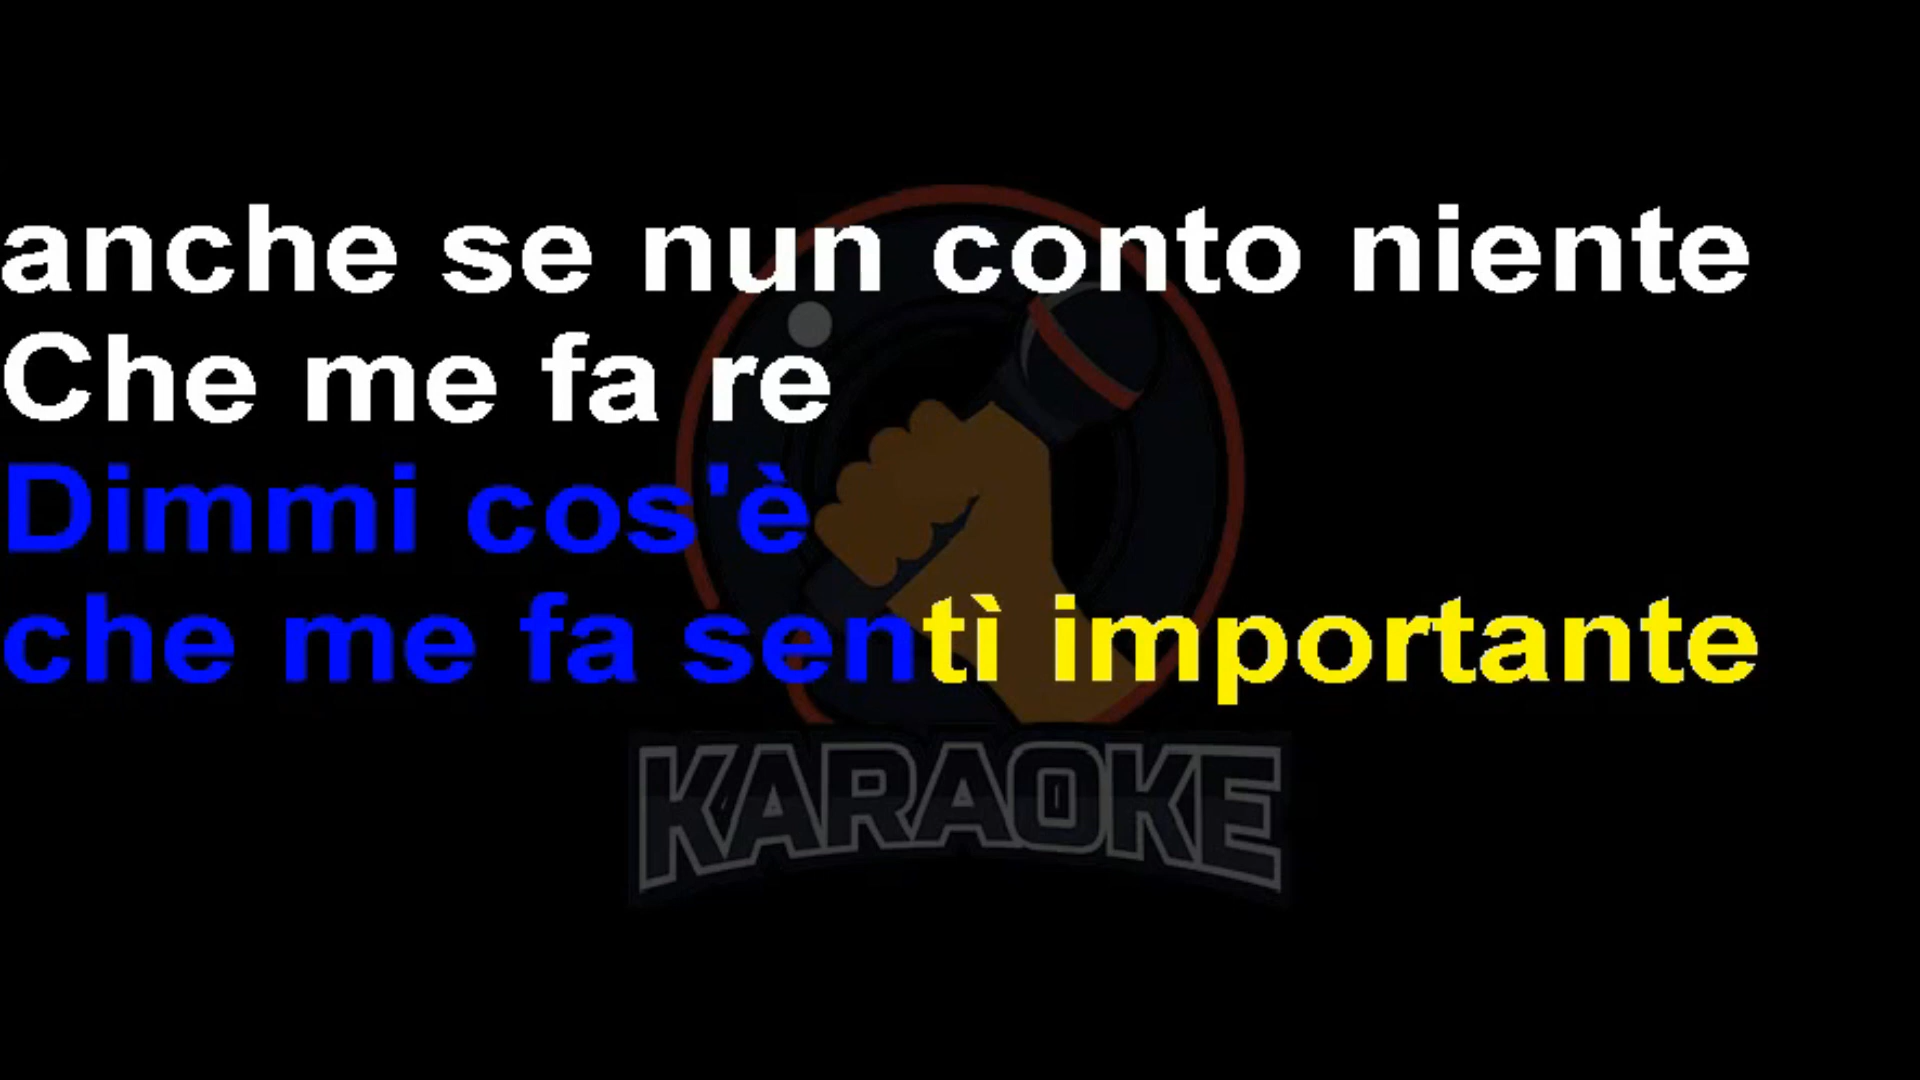 anche se nun conto niente
Che me fa re
Dimmi cos'è
che me fa sentì importante
KARAOKE